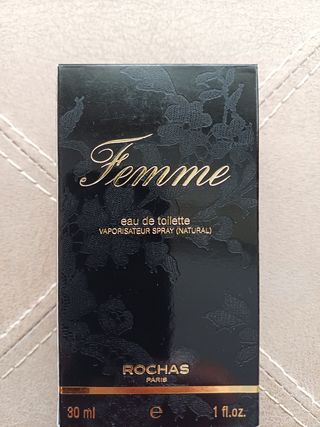 Femme
eau de toilette
VAPORISATEUR SPRAY (NATURAL)
ROCHAS
PARIS
30 ml e 1 fl.oz.